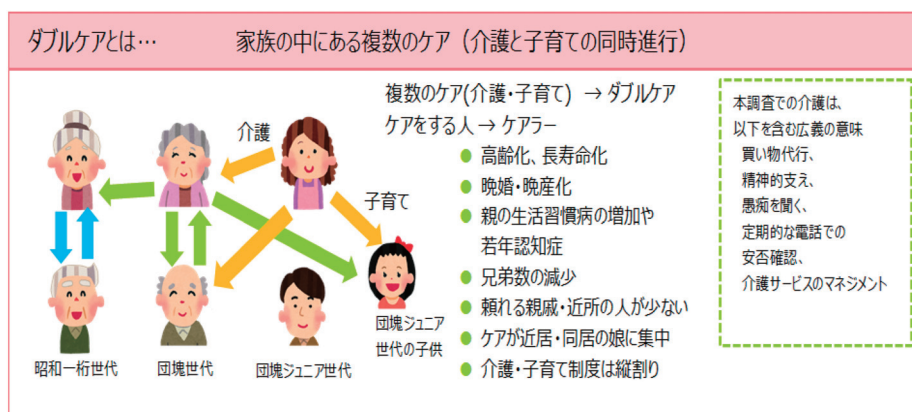 ダブルケアとは… 家族の中にある複数のケア（介護と子育ての同時進行）
複数のケア(介護・子育て) → ダブルケア
ケアをする人 → ケアラー
● 高齢化、長寿命化
● 晩婚・晩産化
● 親の生活習慣病の増加や
若年認知症
● 兄弟数の減少
● 頼れる親戚・近所の人が少ない
● ケアが近居・同居の娘に集中
● 介護・子育て制度は縦割り
介護
子育て
昭和一桁世代
団塊世代
団塊ジュニア世代
団塊ジュニア
世代の子供
本調査での介護は、
以下を含む広義の意味
買い物代行、
精神的支え、
愚痴を聞く、
定期的な電話での
安否確認、
介護サービスのマネジメント